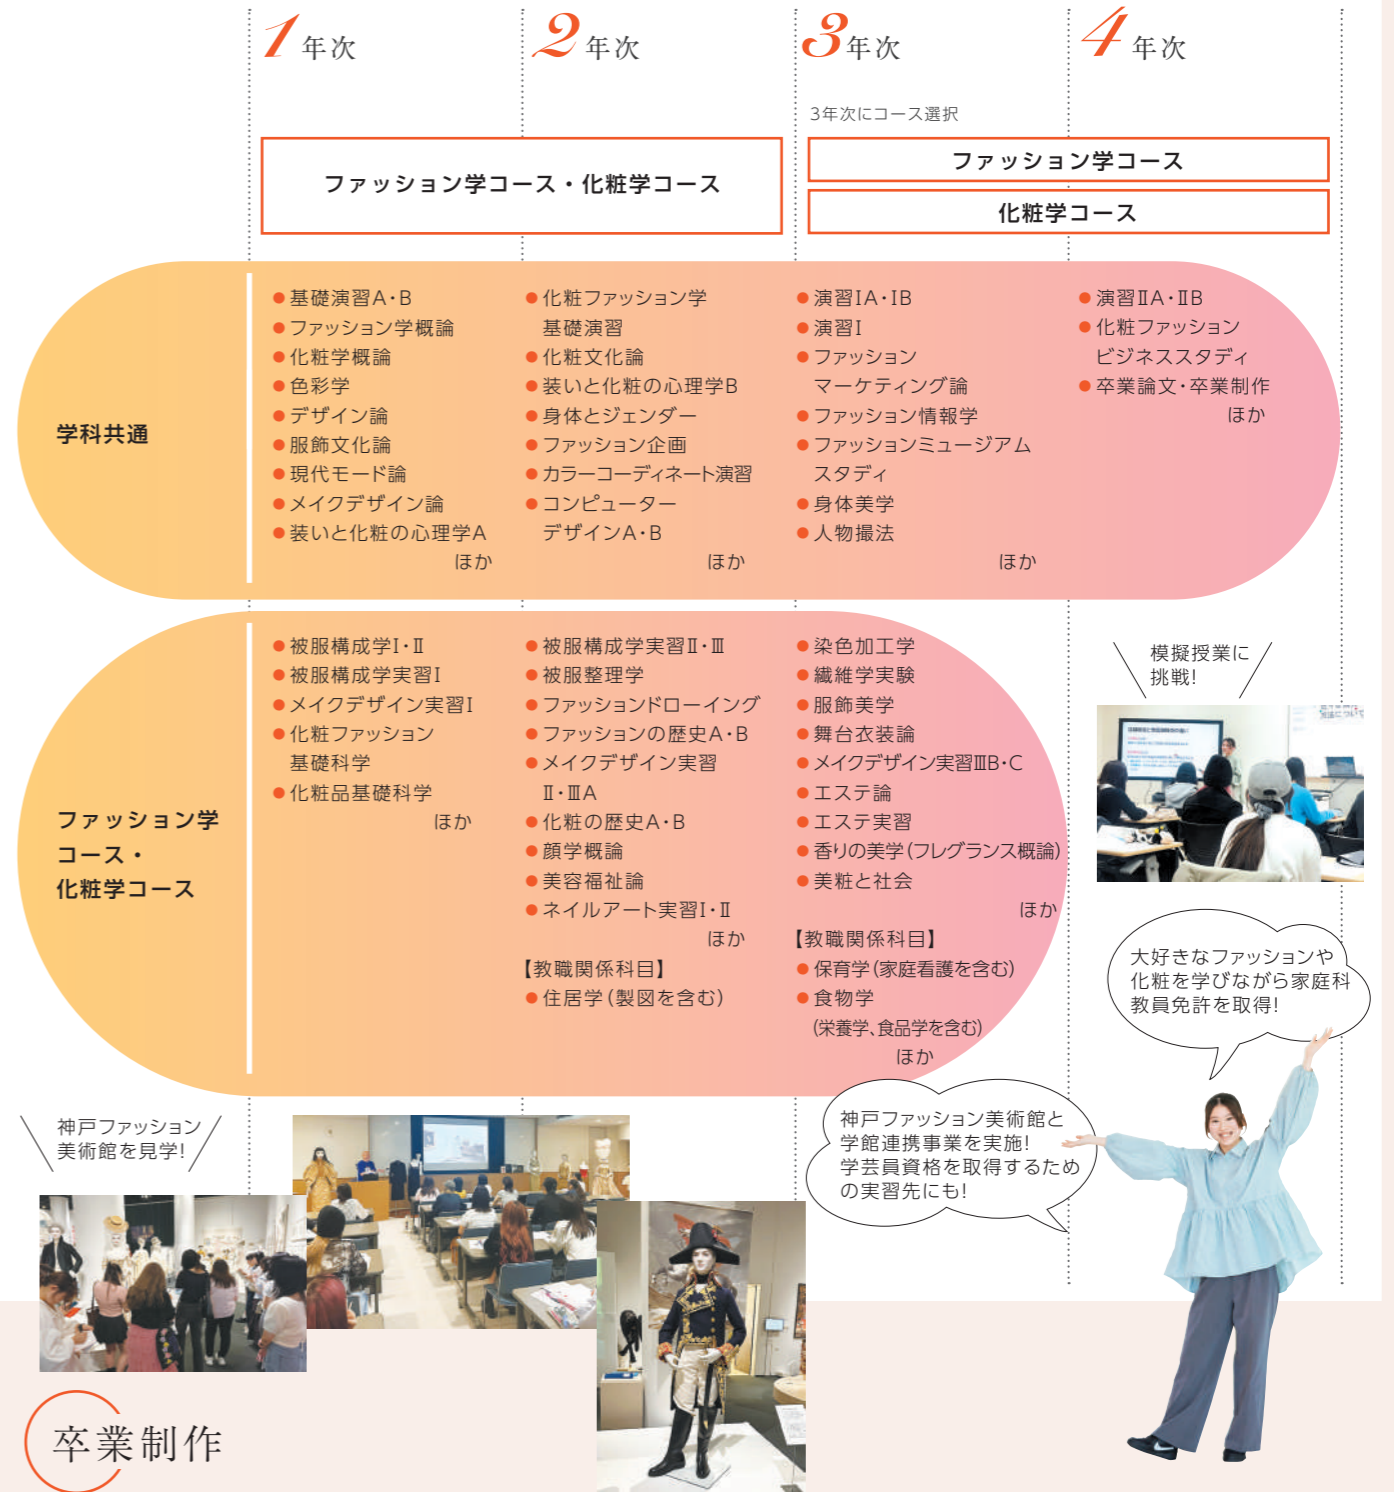 1年次
2年次
3年次
4年次
3年次にコース選択
ファッション学コース・化粧学コース
ファッション学コース
化粧学コース
学科共通
●基礎演習A・B
●ファッション学概論
●化粧学概論
●色彩学
●デザイン論
●服飾文化論
●現代モード論
●メイクデザイン論
●装いと化粧の心理学A
ほか
●化粧ファッション学
基礎演習
●化粧文化論
●装いと化粧の心理学B
●身体とジェンダー
●ファッション企画
●カラーコーディネート演習
●コンピューター
デザインA・B
ほか
●演習ⅠA・ⅠB
●演習Ⅰ
●ファッション
マーケティング論
●ファッション情報学
●ファッションミュージアム
スタディ
●身体美学
●人物撮法
ほか
●演習ⅡA・ⅡB
●化粧ファッション
ビジネススタディ
●卒業論文・卒業制作
ほか
ファッション学
コース・
化粧学コース
●被服構成学Ⅰ・Ⅱ
●被服構成学実習Ⅰ
●メイクデザイン実習Ⅰ
●化粧ファッション
基礎科学
●化粧品基礎科学
ほか
●被服構成学実習Ⅱ・Ⅲ
●被服整理学
●ファッションドローイング
●ファッションの歴史A・B
●メイクデザイン実習
Ⅱ・ⅢA
●化粧の歴史A・B
●顔学概論
●美容福祉論
●ネイルアート実習Ⅰ・Ⅱ
ほか
【教職関係科目】
●住居学(製図を含む)
●染色加工学
●繊維学実験
●服飾美学
●舞台衣装論
●メイクデザイン実習ⅢB・C
●エステ論
●エステ実習
●香りの美学(フレグランス概論)
●美粧と社会
ほか
【教職関係科目】
●保育学(家庭看護を含む)
●食物学
(栄養学、食品学を含む)
ほか
模擬授業に
挑戦!
大好きなファッションや
化粧を学びながら家庭科
教員免許を取得!
神戸ファッション
美術館を見学!
神戸ファッション美術館と
学館連携事業を実施!
学芸員資格を取得するため
の実習先にも!
卒業制作